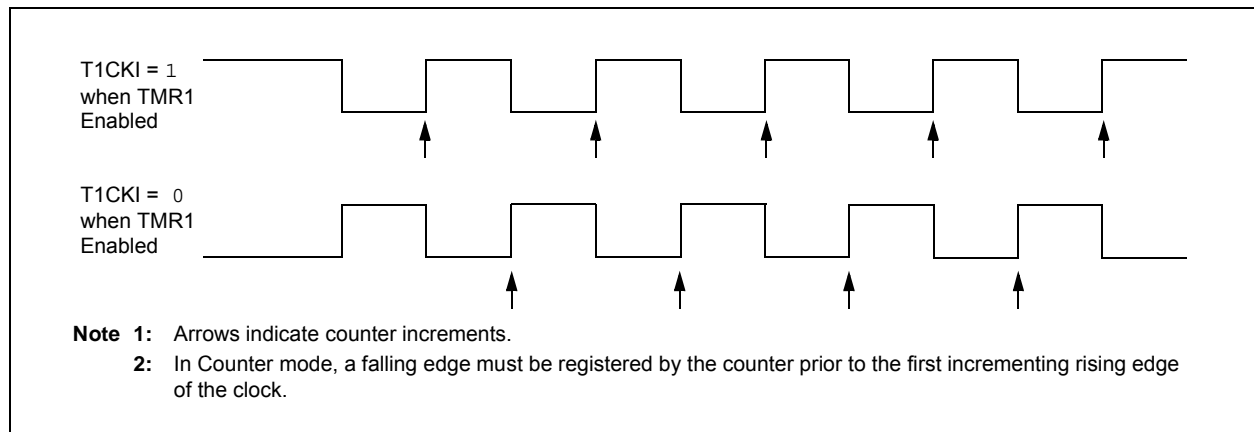 T1CKI = 1
when TMR1
Enabled
T1CKI = 0
when TMR1
Enabled
Note 1: Arrows indicate counter increments.
2: In Counter mode, a falling edge must be registered by the counter prior to the first incrementing rising edge
of the clock.